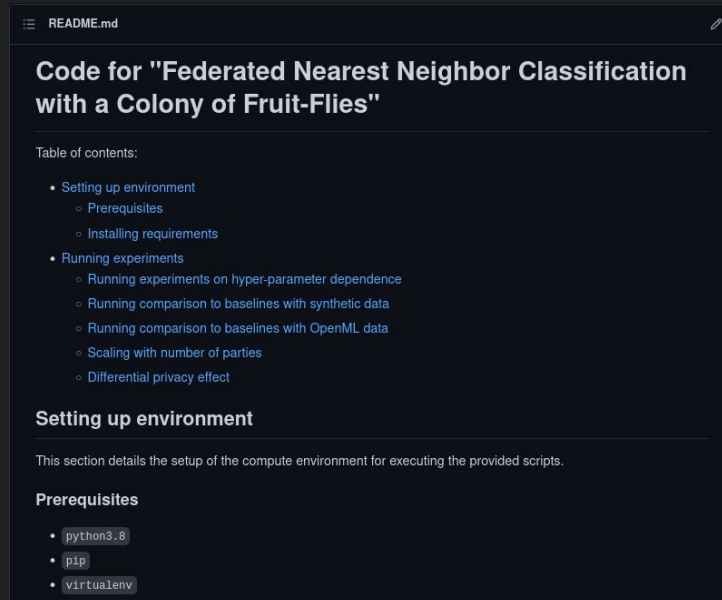 README.md
Code for "Federated Nearest Neighbor Classification
with a Colony of Fruit-Flies"
Table of contents:
Setting up environment
Prerequisites
Installing requirements
Running experiments
Running experiments on hyper-parameter dependence
Running comparison to baselines with synthetic data
Running comparison to baselines with OpenML data
Scaling with number of parties
Differential privacy effect
Setting up environment
This section details the setup of the compute environment for executing the provided scripts.
Prerequisites
python3.8
pip
virtualenv